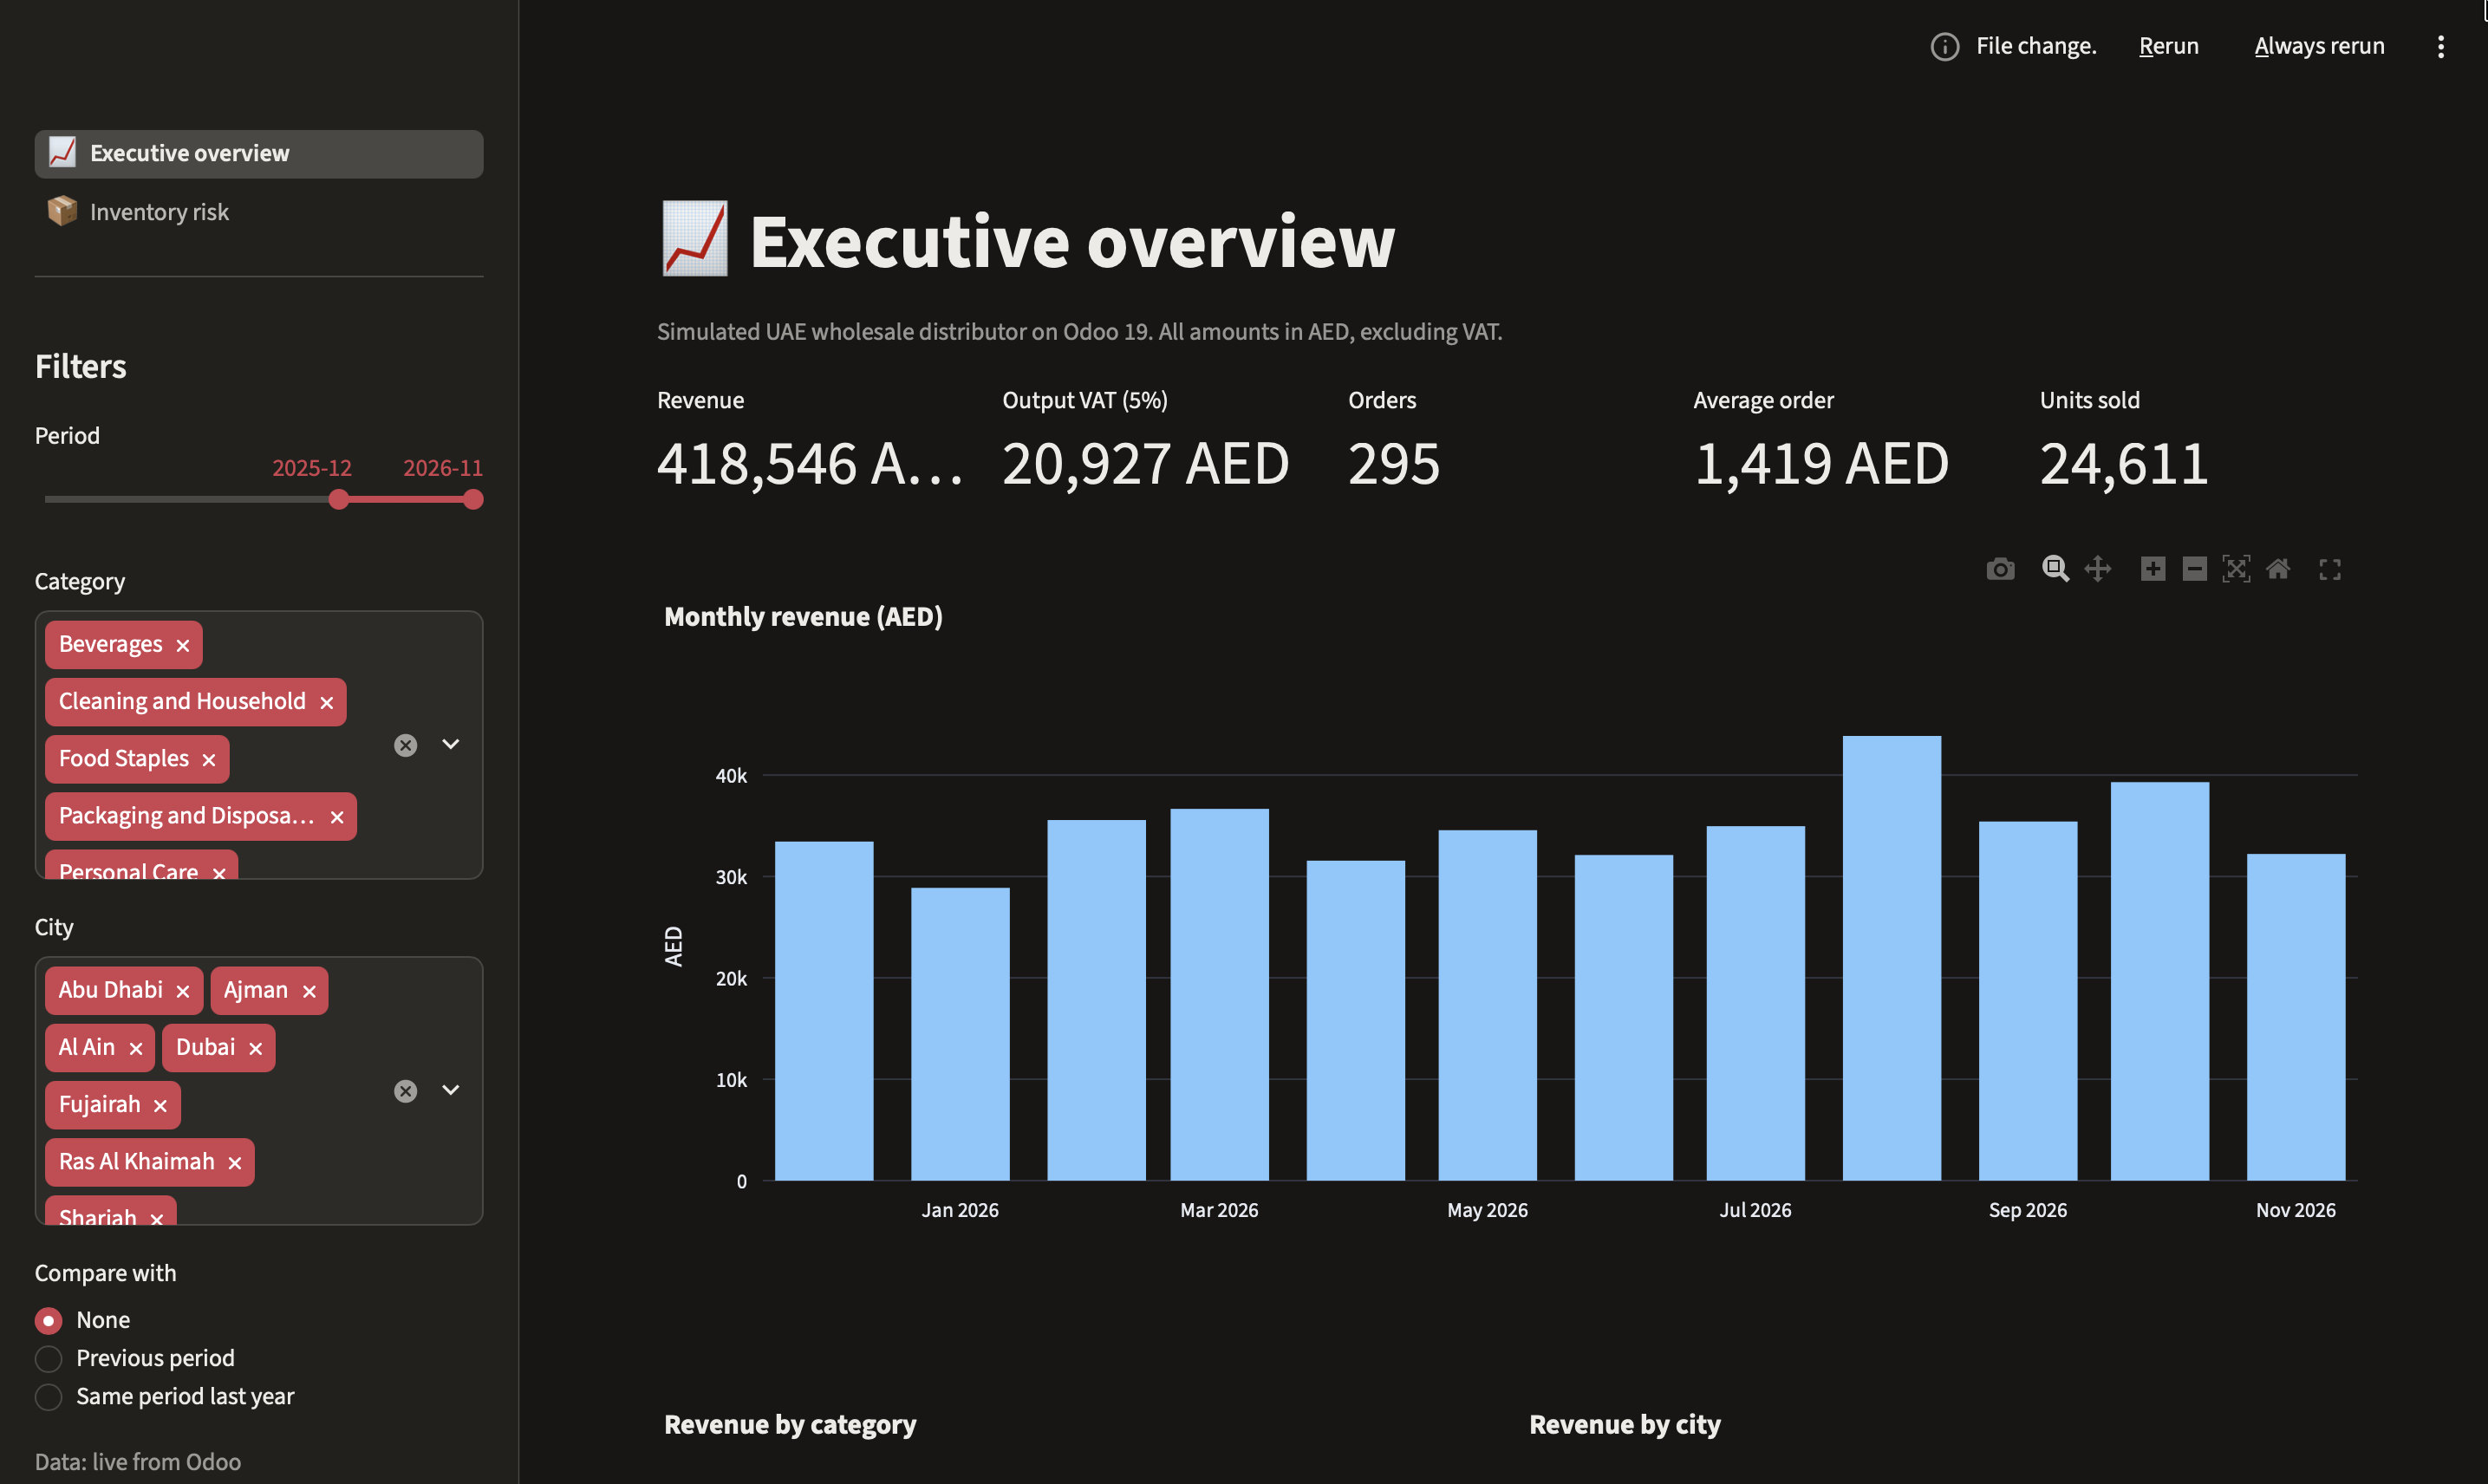 File change. Rerun Always rerun
Executive overview
Inventory risk
Filters
Period
2025-12 2026-11
Category
Beverages
Cleaning and Household
Food Staples
Packaging and Disposa…
Personal Care
City
Abu Dhabi Ajman
Al Ain Dubai
Fujairah
Ras Al Khaimah
Sharjah
Compare with
None
Previous period
Same period last year
Data: live from Odoo
Executive overview
Simulated UAE wholesale distributor on Odoo 19. All amounts in AED, excluding VAT.
Revenue Output VAT (5%) Orders Average order Units sold
418,546 A… 20,927 AED 295 1,419 AED 24,611
Monthly revenue (AED)
40k
30k
20k
10k
0
AED
Jan 2026 Mar 2026 May 2026 Jul 2026 Sep 2026 Nov 2026
Revenue by category Revenue by city